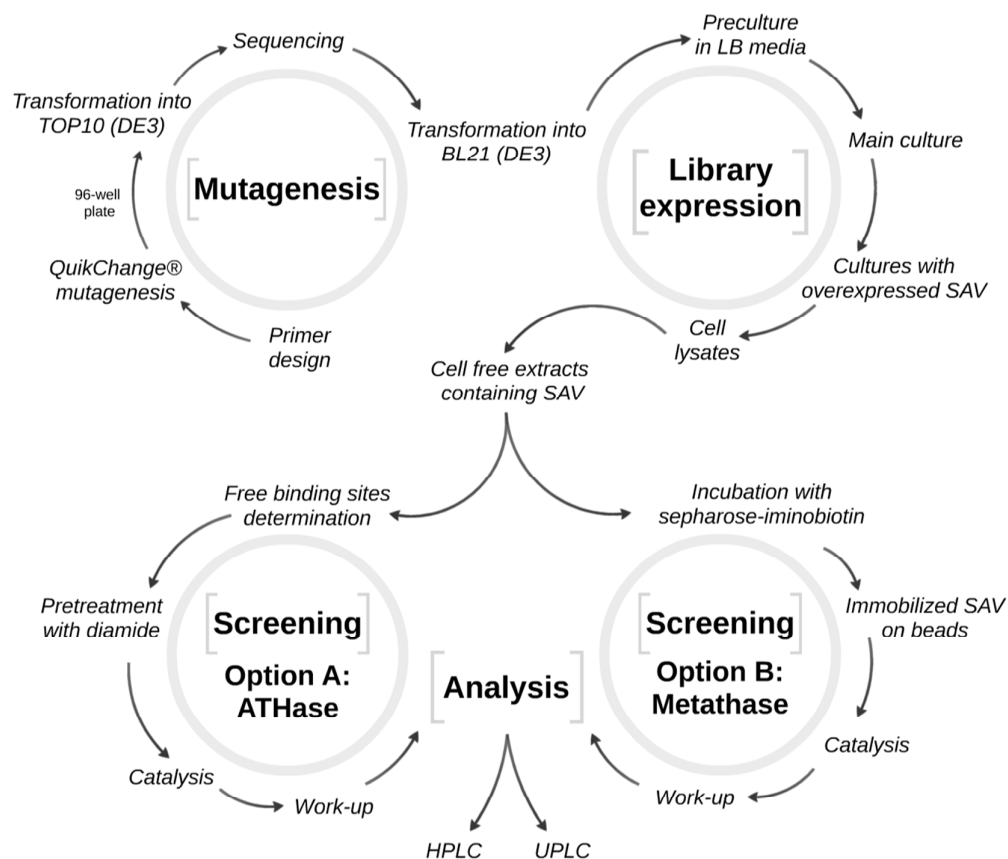 Sequencing
Transformation into
TOP10 (DE3)
96-well
plate
QuikChange®
mutagenesis
Primer
design
Mutagenesis
Transformation into
BL21 (DE3)
Preculture
in LB media
Main culture
Library
expression
Cultures with
overexpressed SAV
Cell
lysates
Cell free extracts
containing SAV
Free binding sites
determination
Pretreatment
with diamide
Screening
Option A:
ATHase
Catalysis
Work-up
Incubation with
sepharose-iminobiotin
Immobilized SAV
on beads
Screening
Option B:
Metathase
Catalysis
Work-up
Analysis
HPLC
UPLC